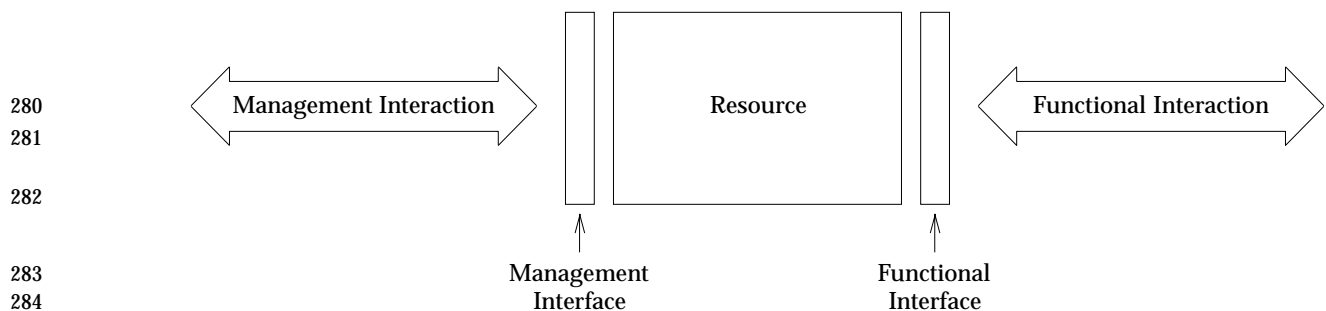 280 Management Interaction Resource Functional Interaction
281
282
283 Management Functional
284 Interface Interface